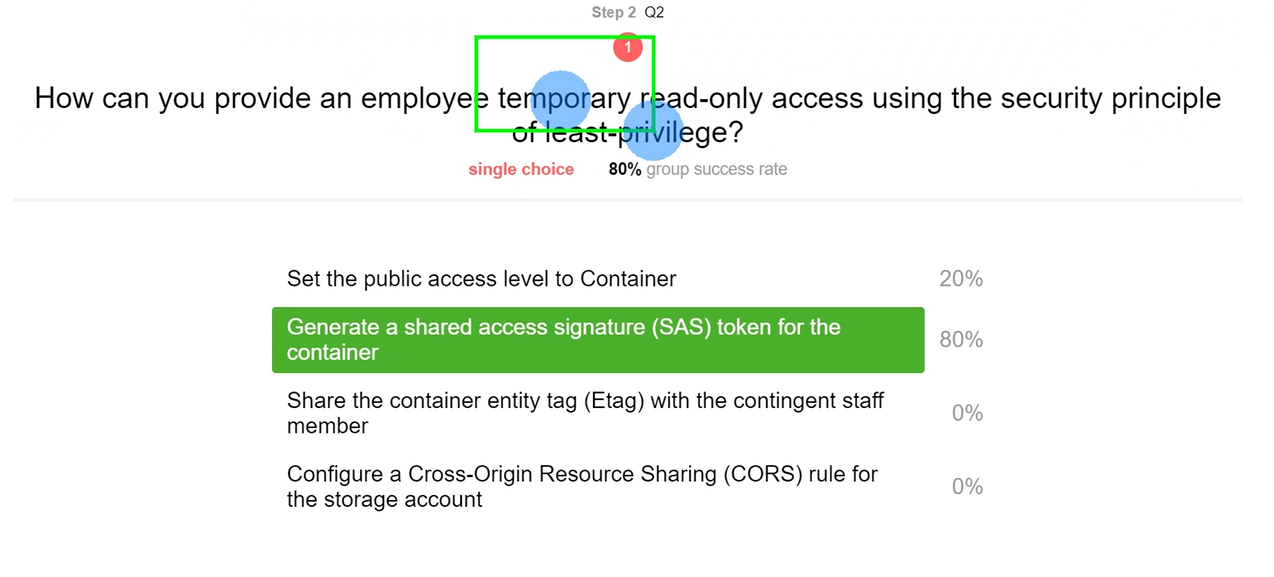 Step 2 Q2
1
How can you provide an employee temporary read-only access using the security principle
of least-privilege?
single choice 80% group success rate
Set the public access level to Container 20%
Generate a shared access signature (SAS) token for the
container
80%
Share the container entity tag (Etag) with the contingent staff
member
0%
Configure a Cross-Origin Resource Sharing (CORS) rule for
the storage account
0%